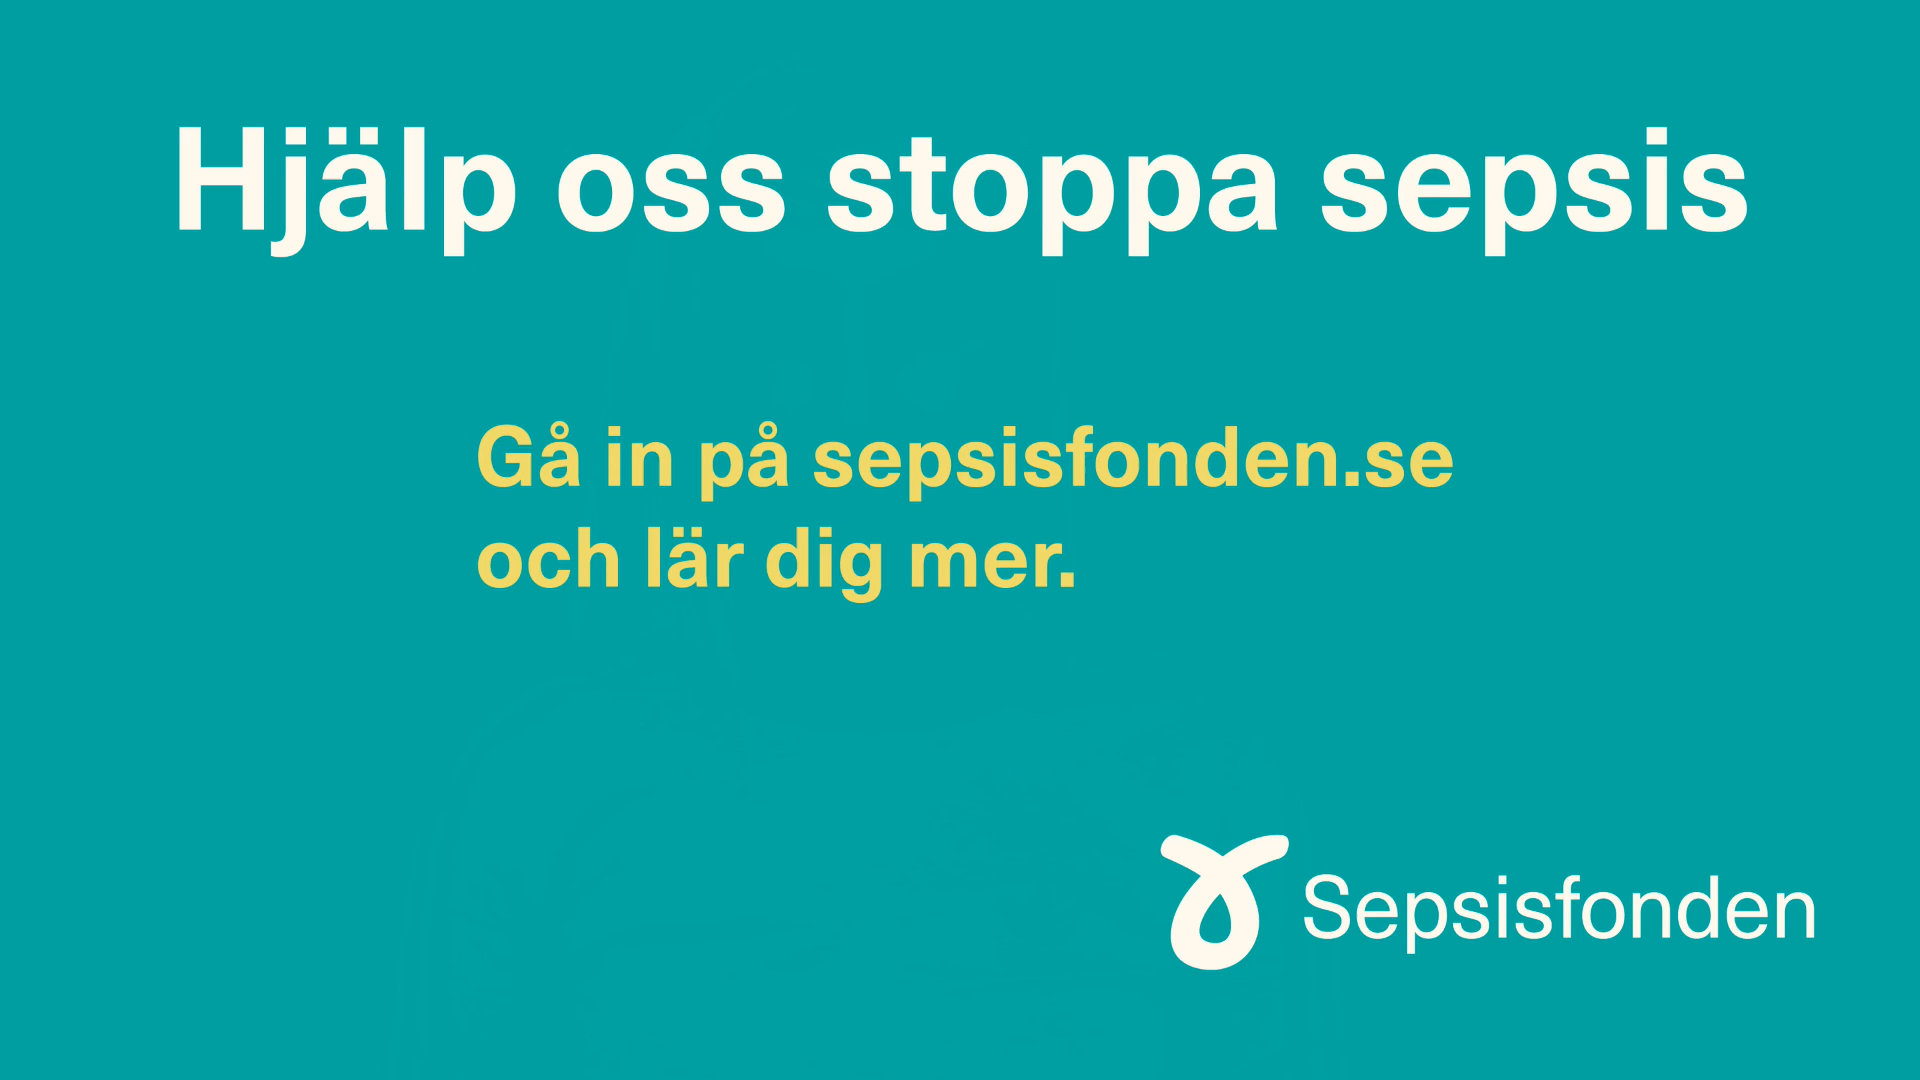 Hjälp oss stoppa sepsis
Gå in på sepsisfonden.se
och lär dig mer.
Sepsisfonden